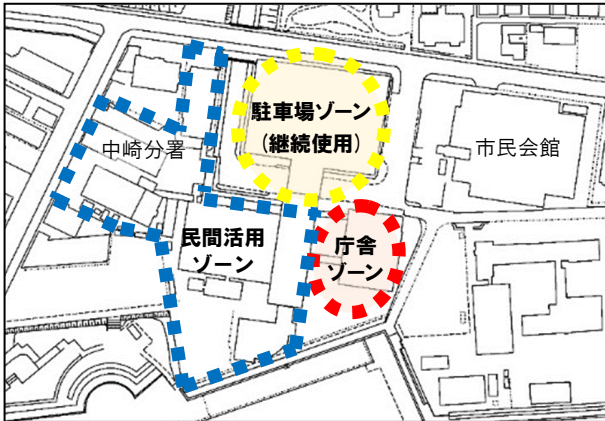 駐車場ゾーン
（継続使用）
中崎分署
市民会館
民間活用
ゾーン
庁舎
ゾーン